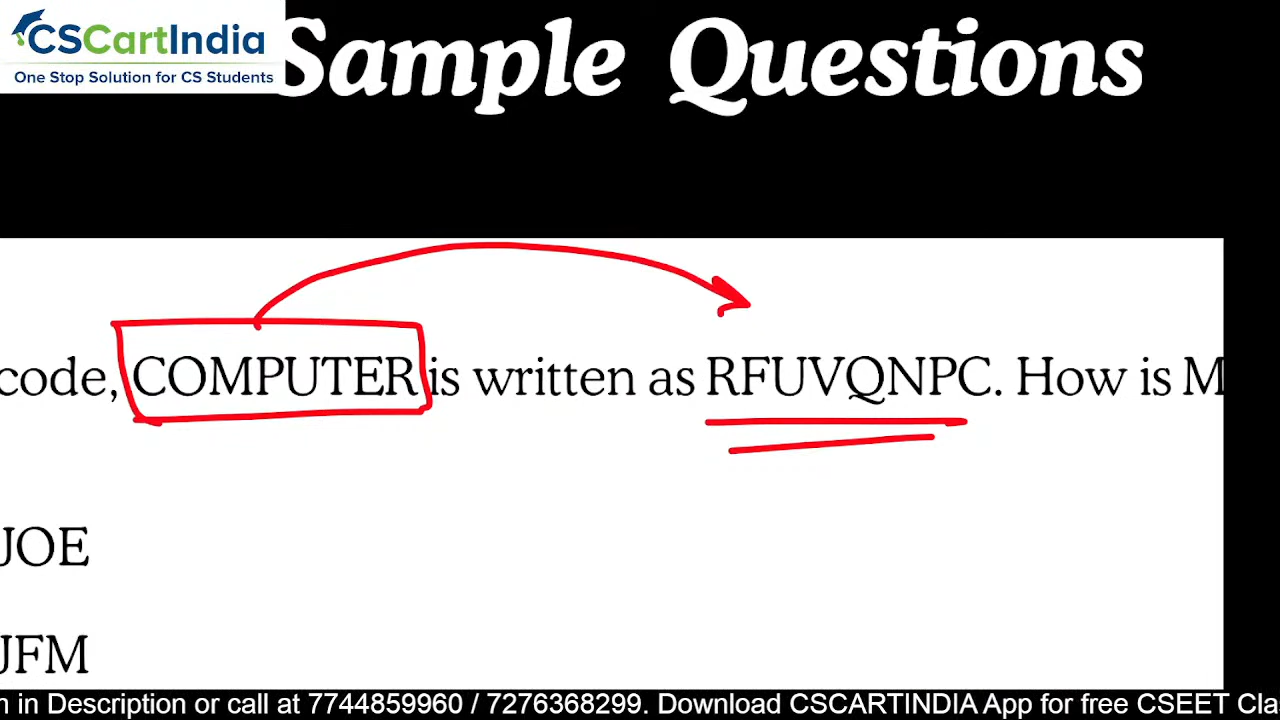 CSCartIndia
One Stop Solution for CS Students
Sample Questions
code, COMPUTER is written as RFUVQNPC. How is M
JOE
JFM
in Description or call at 7744859960 / 7276368299. Download CSCARTINDIA App for free CSEET Cla